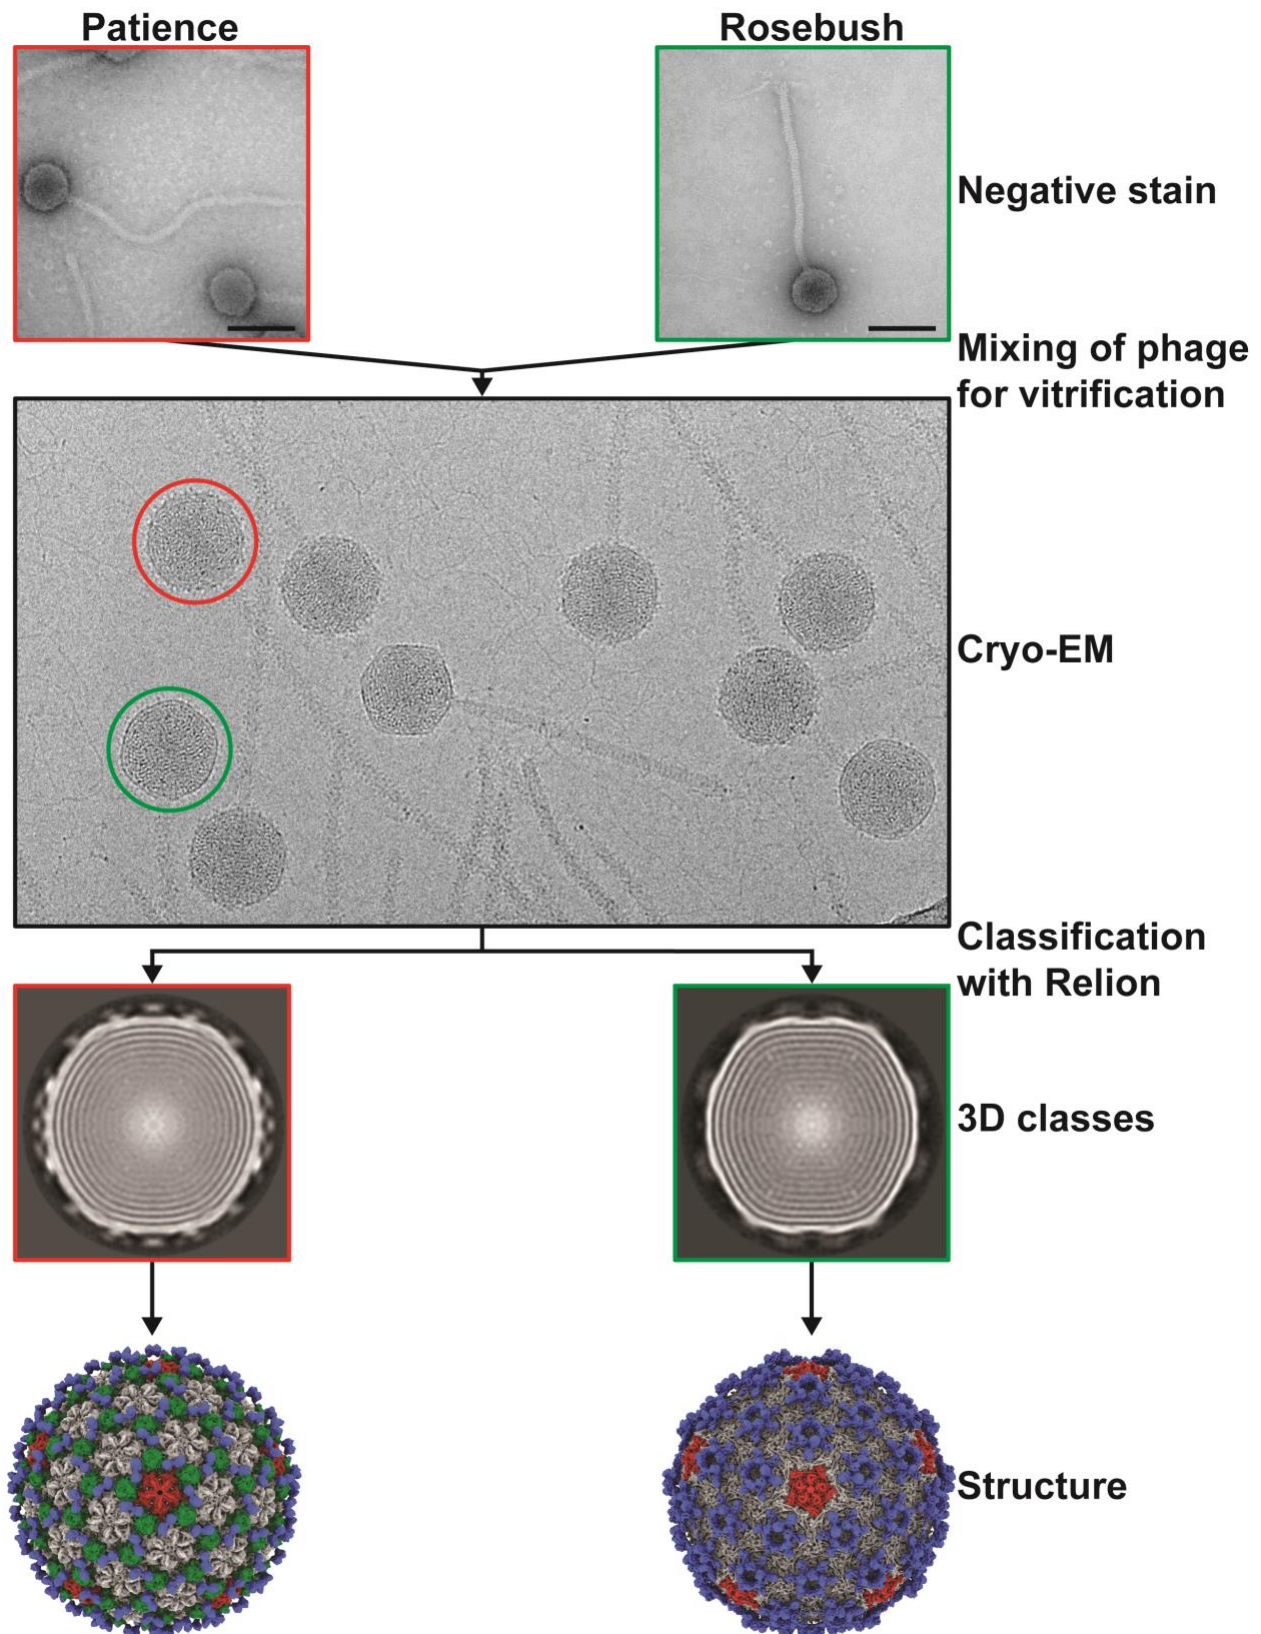 Patience
Rosebush
Negative stain
Mixing of phage
for vitrification
Cryo-EM
Classification
with Relion
3D classes
Structure